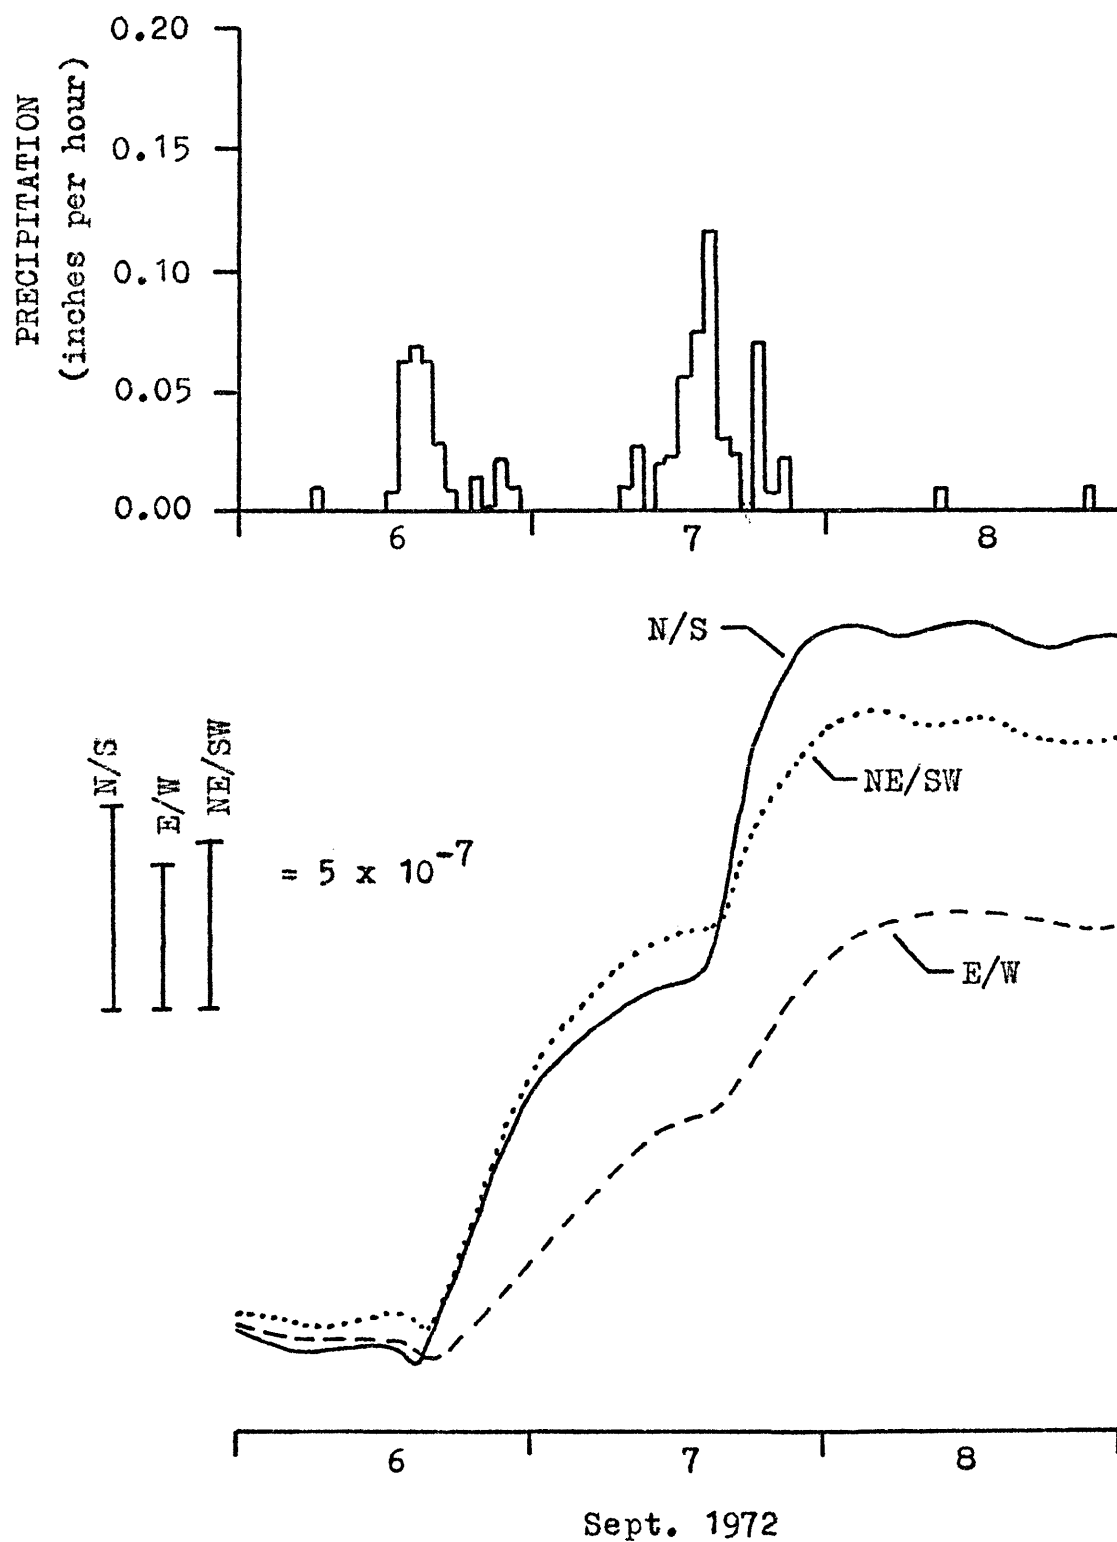 PRECIPITATION
(inches per hour)
0.20
0.15
0.10
0.05
0.00
6
7
8
N/S
NE/SW
E/W
N/S
E/W
NE/SW
= 5 x 10-7
6
7
8
Sept. 1972